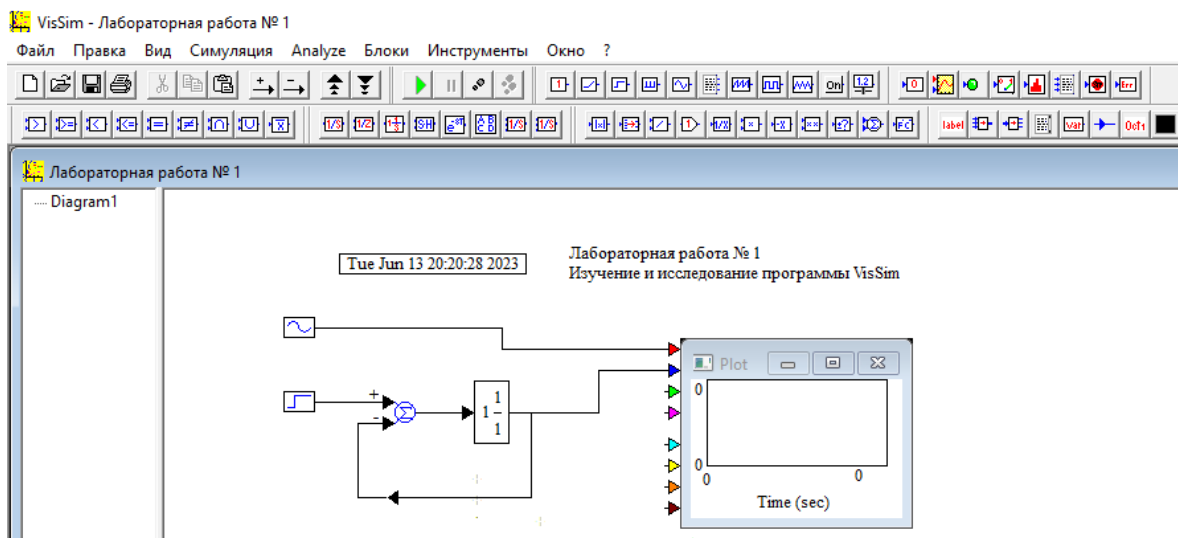 VisSim - Лабораторная работа № 1
Файл Правка Вид Симуляция Analyze Блоки Инструменты Окно ?
Лабораторная работа № 1
Diagram1
Tue Jun 13 20:20:28 2023
Лабораторная работа № 1
Изучение и исследование программы VisSim
Plot
+
-
Σ
1 1
1
0
0
0 0
Time (sec)